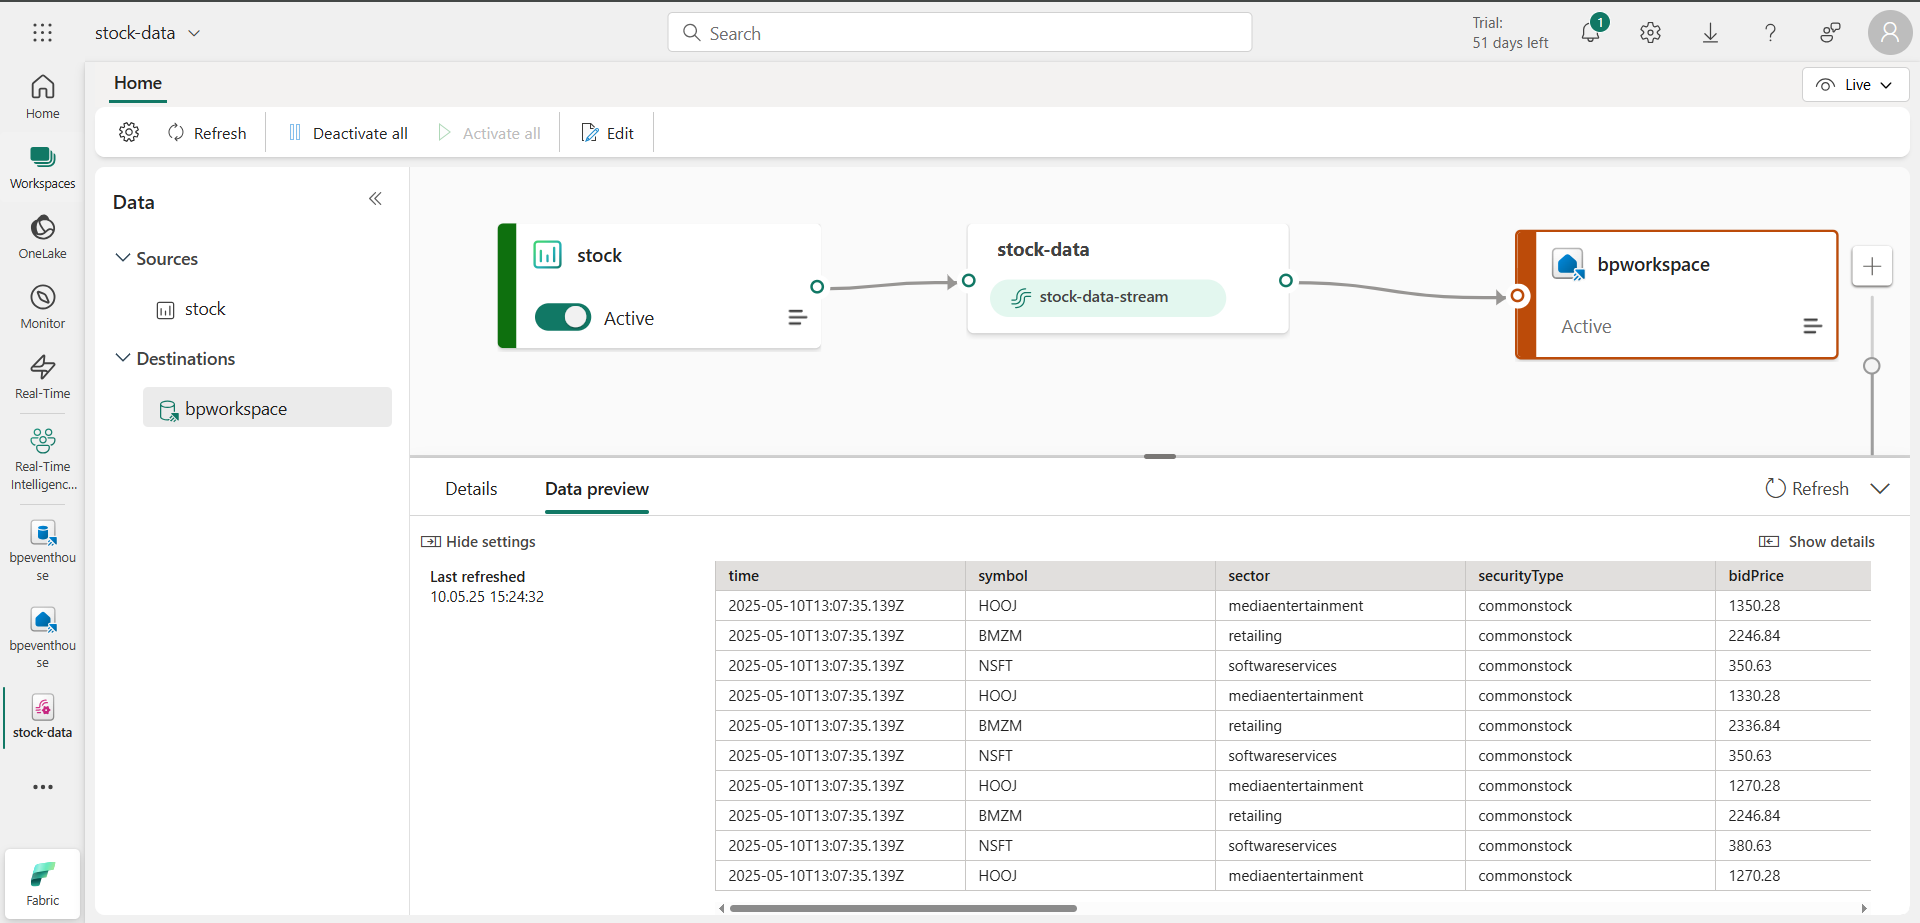 stock-data
Search
Trial:
51 days left
1
Home
Workspaces
OneLake
Monitor
Real-Time
Real-Time
Intelligenc...
bpeventhou
se
bpeventhou
se
stock-data
Fabric
Home
Live
Refresh
Deactivate all
Activate all
Edit
Data
Sources
stock
Destinations
bpworkspace
stock
Active
stock-data
stock-data-stream
bpworkspace
Active
Details
Data preview
Refresh
Hide settings
Show details
Last refreshed
10.05.25 15:24:32
time symbol sector securityType bidPrice
2025-05-10T13:07:35.139Z HOOJ mediaentertainment commonstock 1350.28
2025-05-10T13:07:35.139Z BMZM retailing commonstock 2246.84
2025-05-10T13:07:35.139Z NSFT softwareservices commonstock 350.63
2025-05-10T13:07:35.139Z HOOJ mediaentertainment commonstock 1330.28
2025-05-10T13:07:35.139Z BMZM retailing commonstock 2336.84
2025-05-10T13:07:35.139Z NSFT softwareservices commonstock 350.63
2025-05-10T13:07:35.139Z HOOJ mediaentertainment commonstock 1270.28
2025-05-10T13:07:35.139Z BMZM retailing commonstock 2246.84
2025-05-10T13:07:35.139Z NSFT softwareservices commonstock 380.63
2025-05-10T13:07:35.139Z HOOJ mediaentertainment commonstock 1270.28